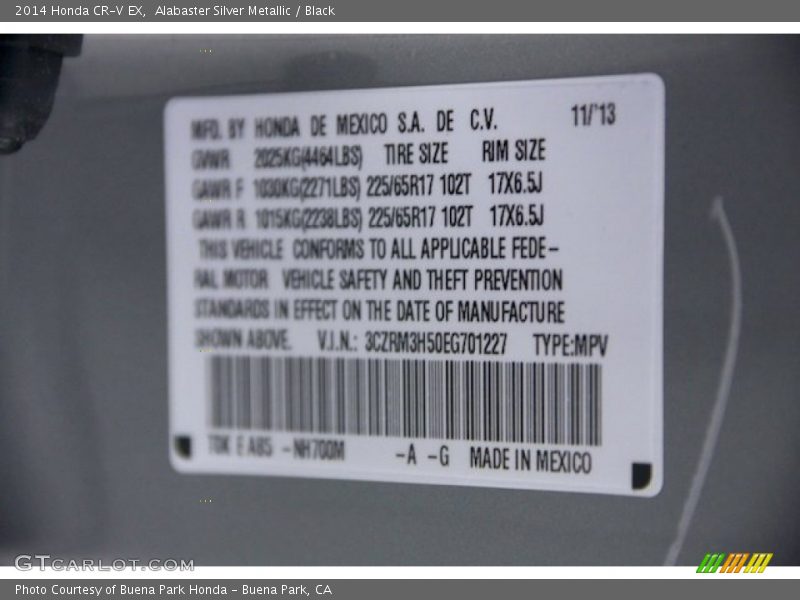 2014 Honda CR-V EX,  Alabaster Silver Metallic / Black
MFD. BY HONDA DE MEXICO S.A. DE C.V. 11/'13
GVWR 2025KG(4464LBS) TIRE SIZE RIM SIZE
GAWR F 1030KG(2271LBS) 225/65R17 102T 17X6.5J
GAWR R 1015KG(2238LBS) 225/65R17 102T 17X6.5J
THIS VEHICLE CONFORMS TO ALL APPLICABLE FEDE-
RAL MOTOR VEHICLE SAFETY AND THEFT PREVENTION
STANDARDS IN EFFECT ON THE DATE OF MANUFACTURE
SHOWN ABOVE. V.I.N.: 3CZRM3H50EG701227 TYPE:MPV
E A85 -NH700M -A -G MADE IN MEXICO
GTCARLOT.COM
Photo Courtesy of Buena Park Honda - Buena Park, CA